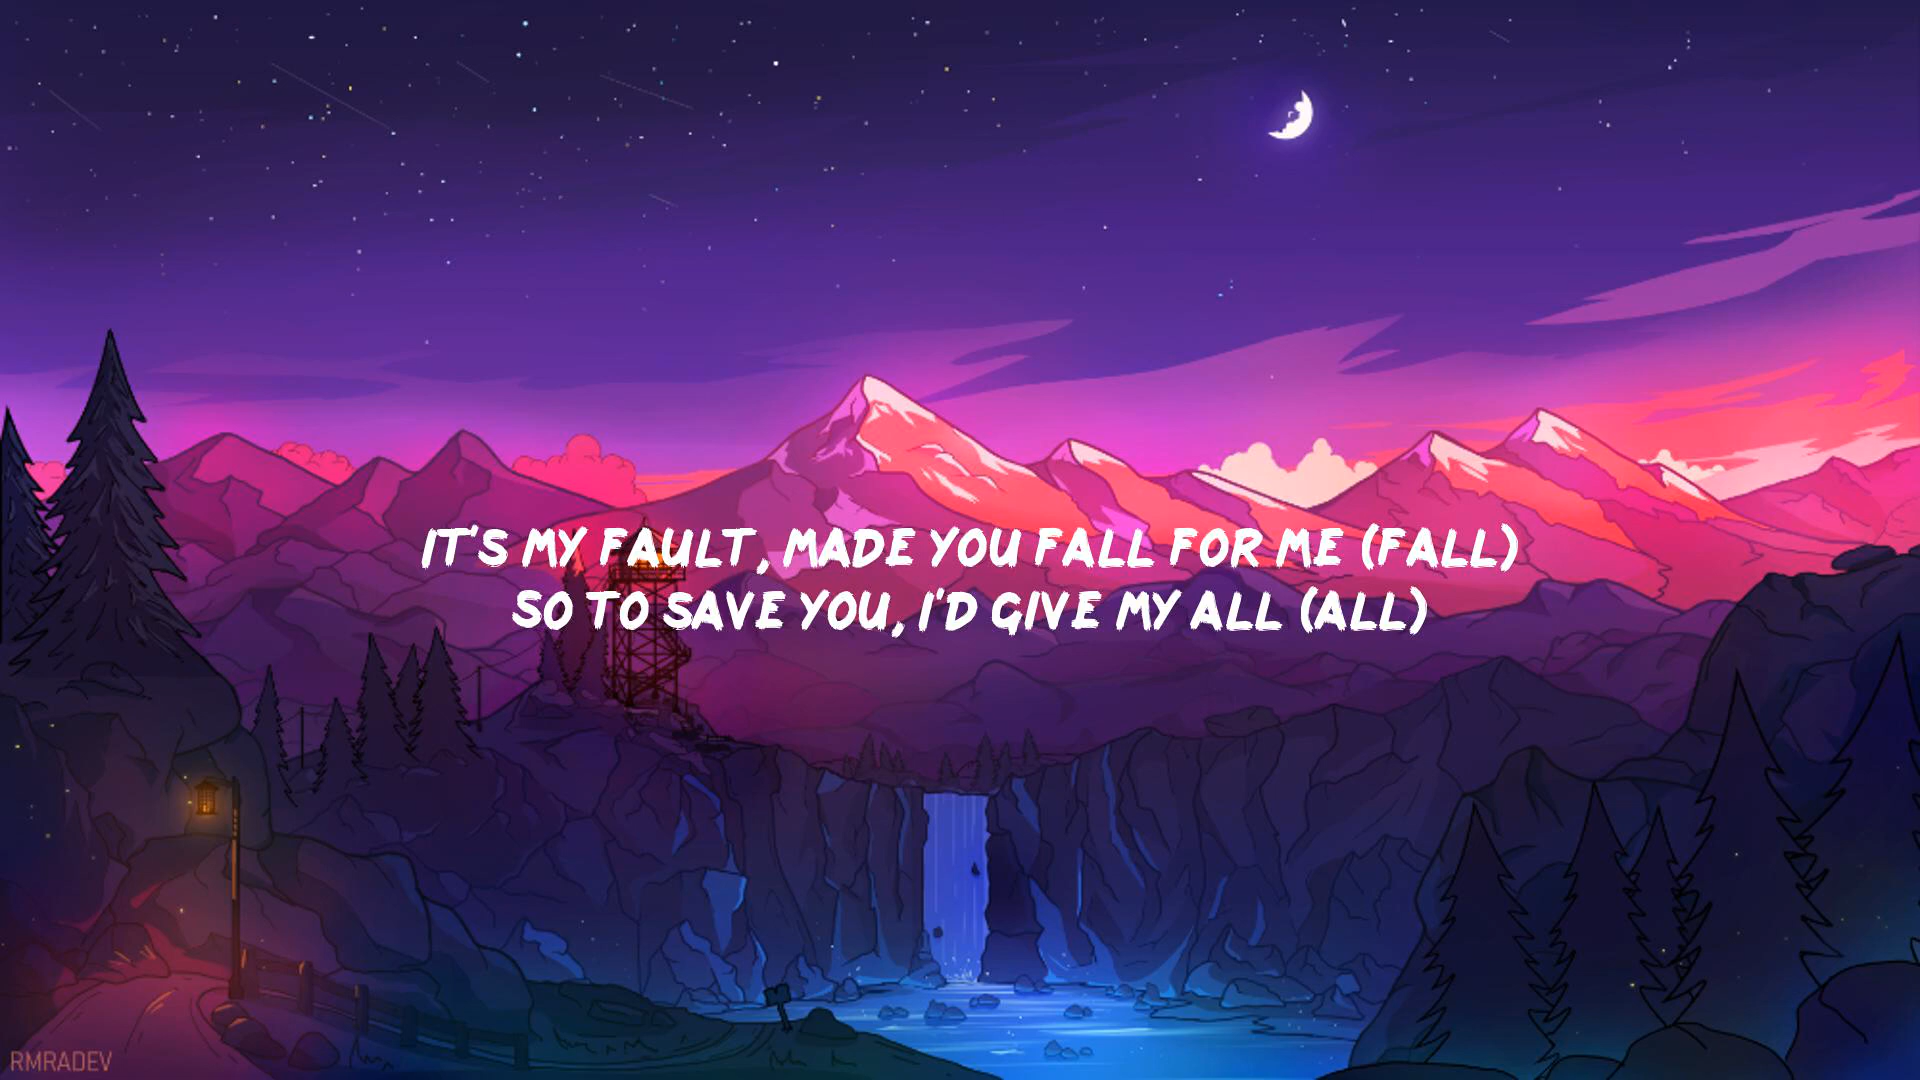 IT'S MY FAULT, MADE YOU FALL FOR ME (FALL)
SO TO SAVE YOU, I'D GIVE MY ALL (ALL)
RMRADEV